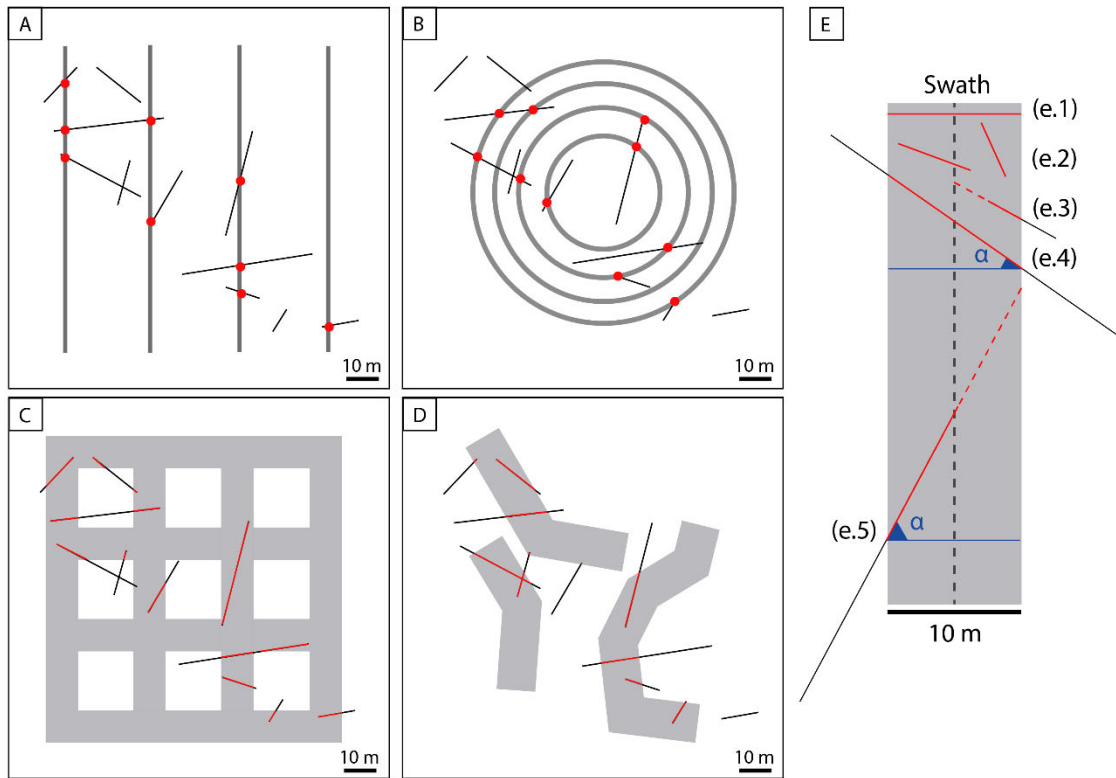 A
10 m
B
10 m
C
10 m
D
10 m
E
Swath
(e.1)
(e.2)
(e.3)
α (e.4)
(e.5) α
10 m